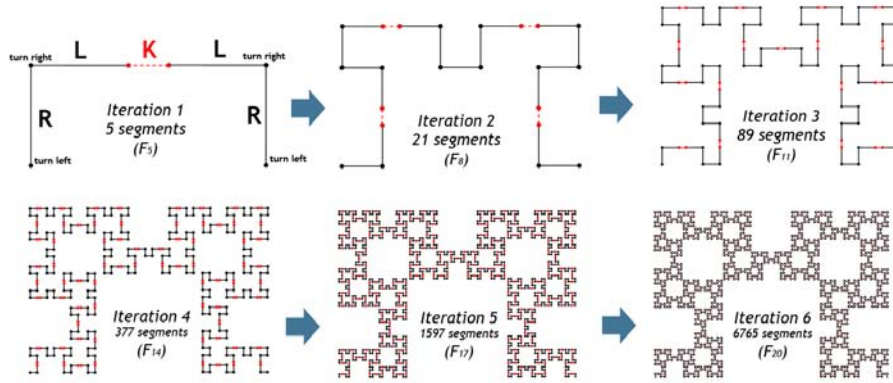 turn right
L
K
L
turn right
R
Iteration 1
5 segments
(F5)
R
turn left
turn left
Iteration 2
21 segments
(F8)
Iteration 3
89 segments
(F11)
Iteration 4
377 segments
(F14)
Iteration 5
1597 segments
(F17)
Iteration 6
6765 segments
(F20)